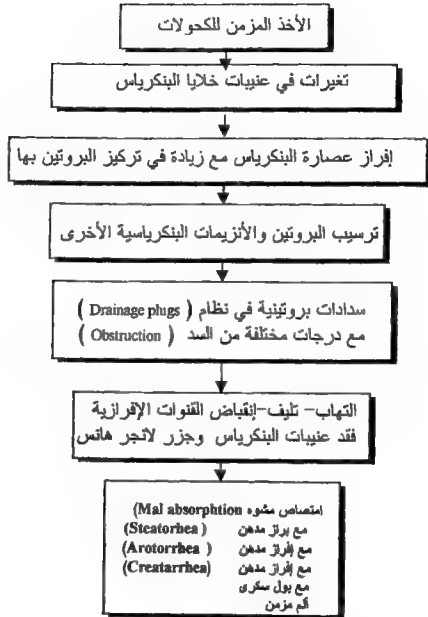 الأخذ المزمن للكحولات
تغيرات في عنيبات خلايا البنكرياس
إفراز عصارة البنكرياس مع زيادة في تركيز البروتين بها
ترسيب البروتين والأنزيمات البنكرياسية الأخرى
سدادات بروتينية في نظام ( Drainage plugs )
مع درجات مختلفة من السد ( Obstruction )
التهاب- تليف-إنقباض القنوات الإفرازية
فقد عنيبات البنكرياس وجزر لانجر هانس
امتصاص مشوه Mal absorphtion)
مع براز مدهن (Steatorhea)
مع إفراز مدهن (Arotorrhea )
مع إفراز مدهن (Creatarrhea)
مع بول سكرى
ألم مزمن